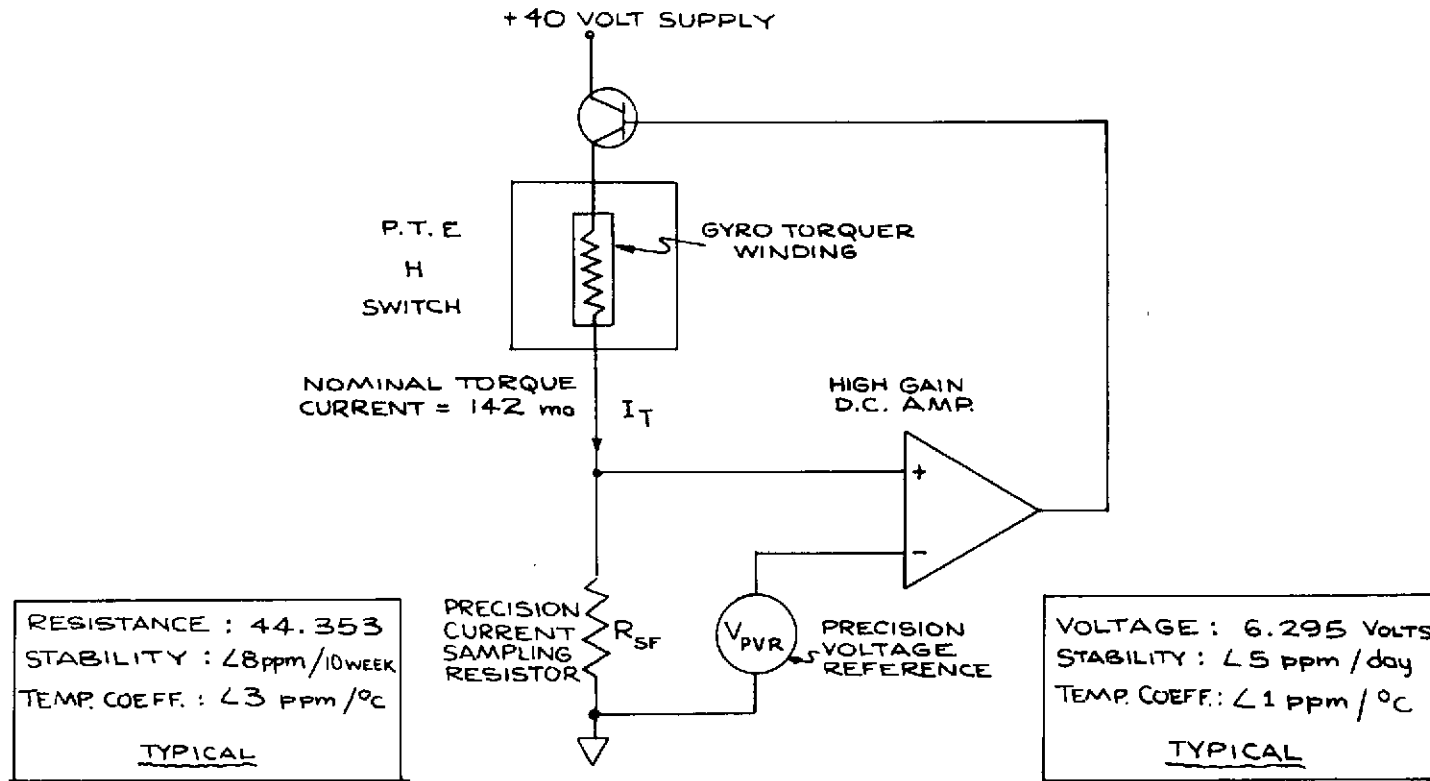 +40 VOLT SUPPLY
P.T.E
H
SWITCH
GYRO TORQUER
WINDING
NOMINAL TORQUE
CURRENT = 142 ma
I_T
HIGH GAIN
D.C. AMP.
+
-
PRECISION
CURRENT
SAMPLING
RESISTOR
R_SF
V_PVR
PRECISION
VOLTAGE
REFERENCE
RESISTANCE : 44.353
STABILITY : <8ppm/10WEEK
TEMP. COEFF. : <3 ppm/°C
TYPICAL
VOLTAGE : 6.295 VOLTS
STABILITY : <5 ppm/day
TEMP. COEFF.: <1 ppm/°C
TYPICAL